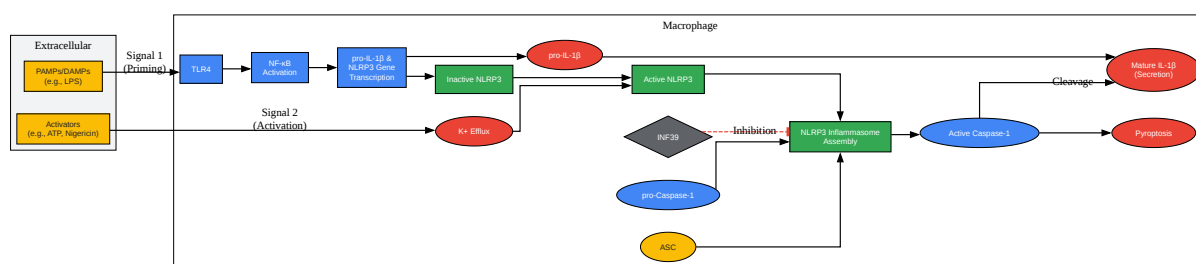 Macrophage
Extracellular
PAMPs/DAMPs
(e.g., LPS)
Activators
(e.g., ATP, Nigericin)
Signal 1
(Priming)
Signal 2
(Activation)
TLR4
NF-κB
Activation
pro-IL-1β &
NLRP3 Gene
Transcription
pro-IL-1β
Inactive NLRP3
K+ Efflux
Active NLRP3
INF39
Inhibition
pro-Caspase-1
ASC
NLRP3 Inflammasome
Assembly
Active Caspase-1
Cleavage
Mature IL-1β
(Secretion)
Pyroptosis